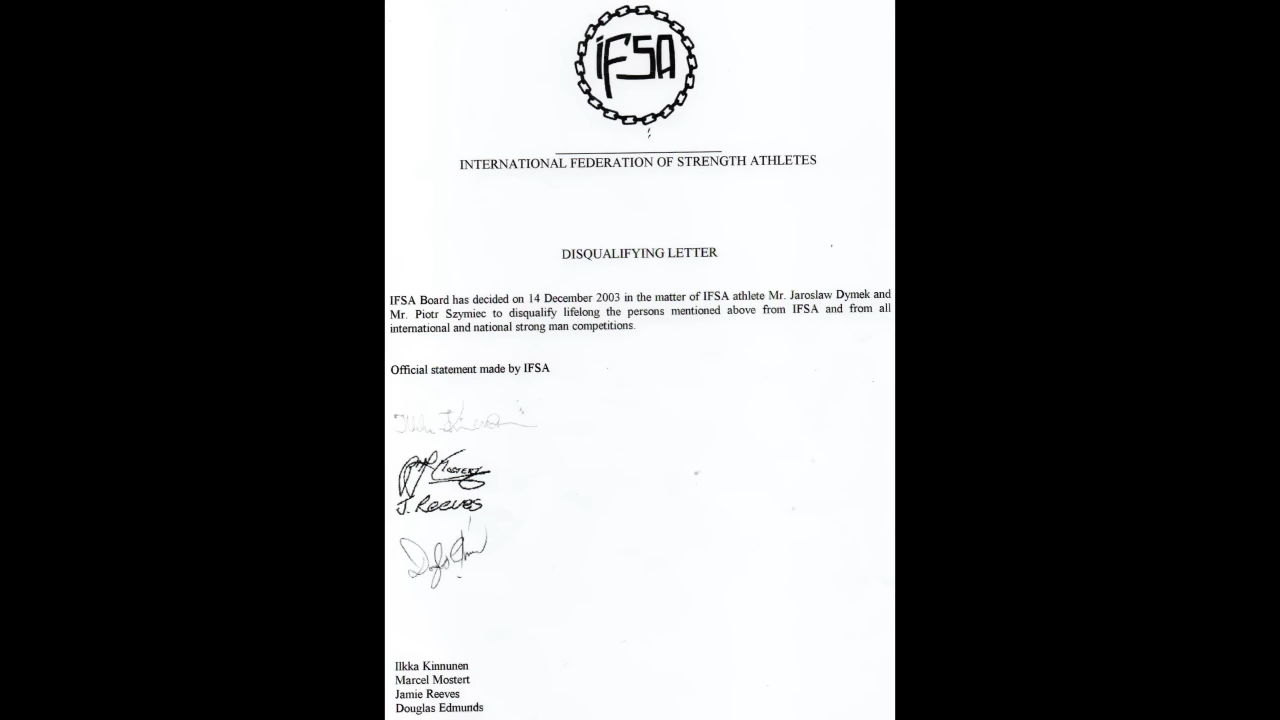 IFSA
INTERNATIONAL FEDERATION OF STRENGTH ATHLETES
DISQUALIFYING LETTER
IFSA Board has decided on 14 December 2003 in the matter of IFSA athlete Mr. Jaroslaw Dymek and
Mr. Piotr Szymiec to disqualify lifelong the persons mentioned above from IFSA and from all
international and national strong man competitions.
Official statement made by IFSA
J. Reeves
Ilkka Kinnunen
Marcel Mostert
Jamie Reeves
Douglas Edmunds